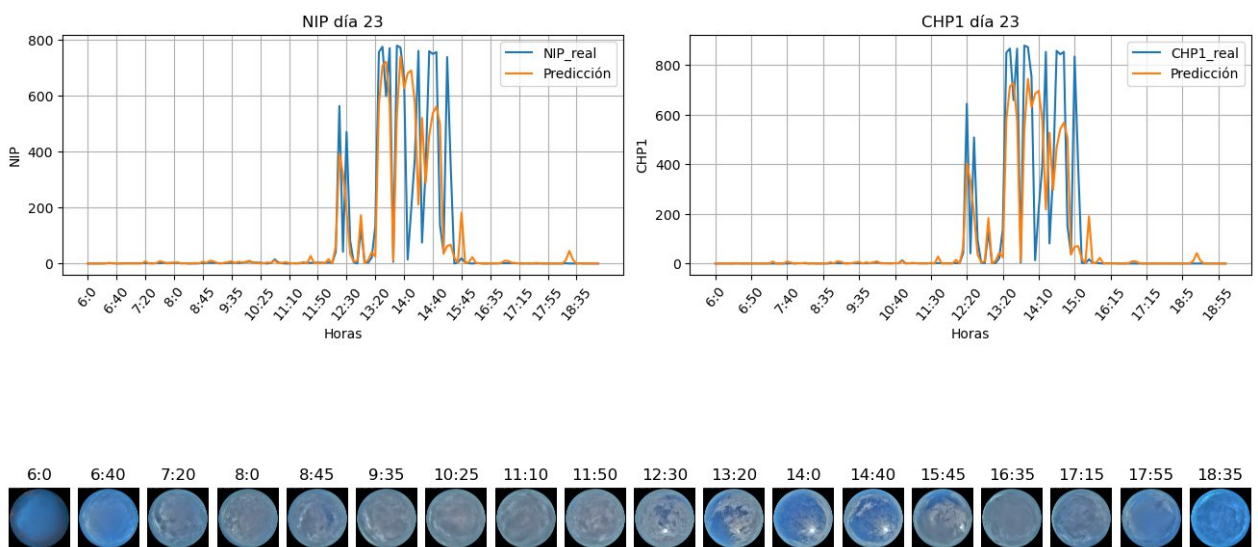 NIP día 23
800
600
400
200
0
NIP
NIP_real
Predicción
6:0 6:40 7:20 8:0 8:45 9:35 10:25 11:10 11:50 12:30 13:20 14:0 14:40 15:45 16:35 17:15 17:55 18:35
Horas
CHP1 día 23
800
600
400
200
0
CHP1
CHP1_real
Predicción
6:0 6:50 7:40 8:35 9:35 10:40 11:30 12:20 13:20 14:10 15:0 16:15 17:15 18:5 18:55
Horas
6:0 6:40 7:20 8:0 8:45 9:35 10:25 11:10 11:50 12:30 13:20 14:0 14:40 15:45 16:35 17:15 17:55 18:35